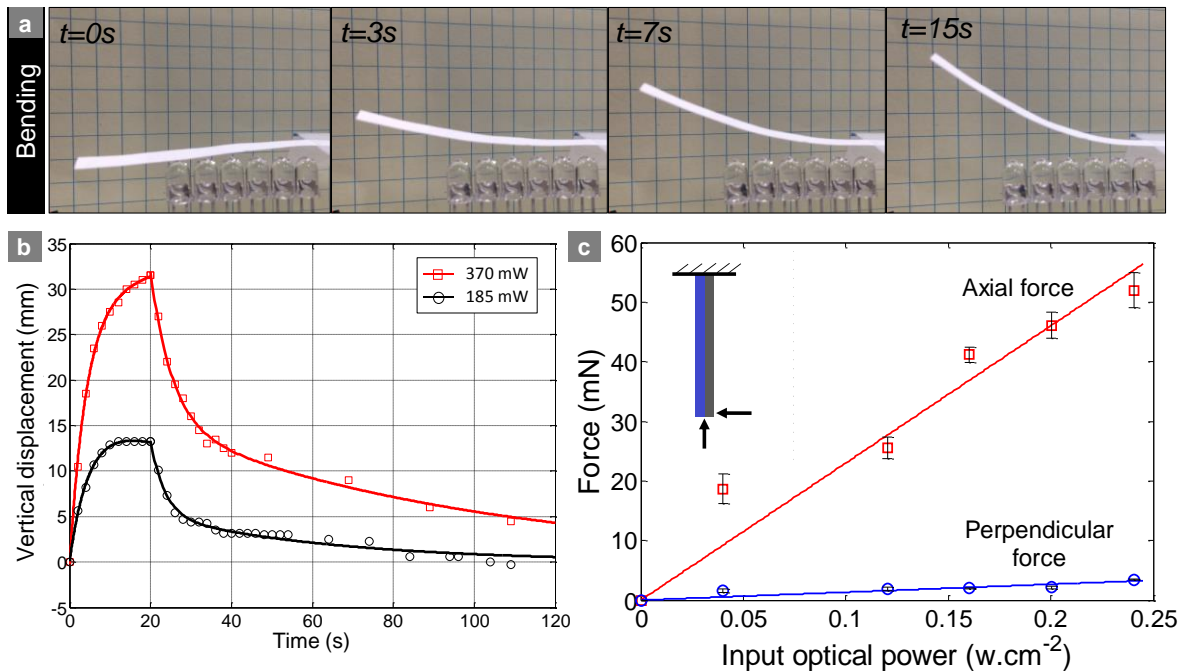 a
Bending
t=0s
t=3s
t=7s
t=15s
b
Vertical displacement (mm)
35
30
25
20
15
10
5
0
-5
370 mW
185 mW
0
20
40
60
80
100
120
Time (s)
c
Force (mN)
60
50
40
30
20
10
0
Axial force
Perpendicular
force
0
0.05
0.1
0.15
0.2
0.25
Input optical power (w.cm-2)